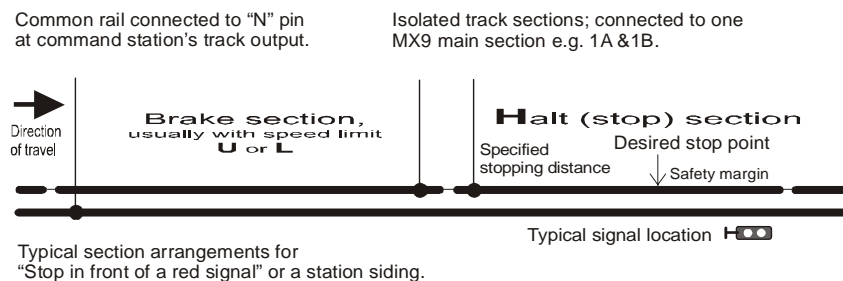 Common rail connected to “N” pin
at command station’s track output.
Isolated track sections; connected to one
MX9 main section e.g. 1A &1B.
Direction
of travel
Brake section,
usually with speed limit
U or L
Halt (stop) section
Specified
stopping distance
Desired stop point
Safety margin
Typical signal location
Typical section arrangements for
“Stop in front of a red signal” or a station siding.